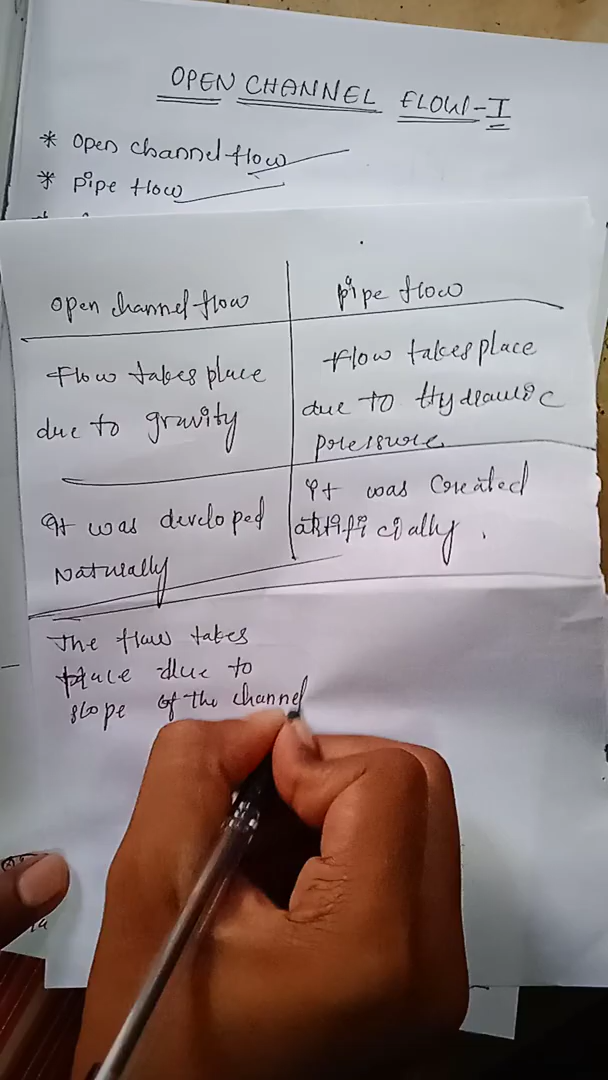 OPEN CHANNEL FLOW-I
* Open channel flow
* pipe flow
open channel flow
pipe flow
Flow takes place
due to gravity
Flow takes place
due to Hydraulic
pressure
It was developed
Naturally
It was Created
artificially.
The flow takes
place due to
slope of the channel